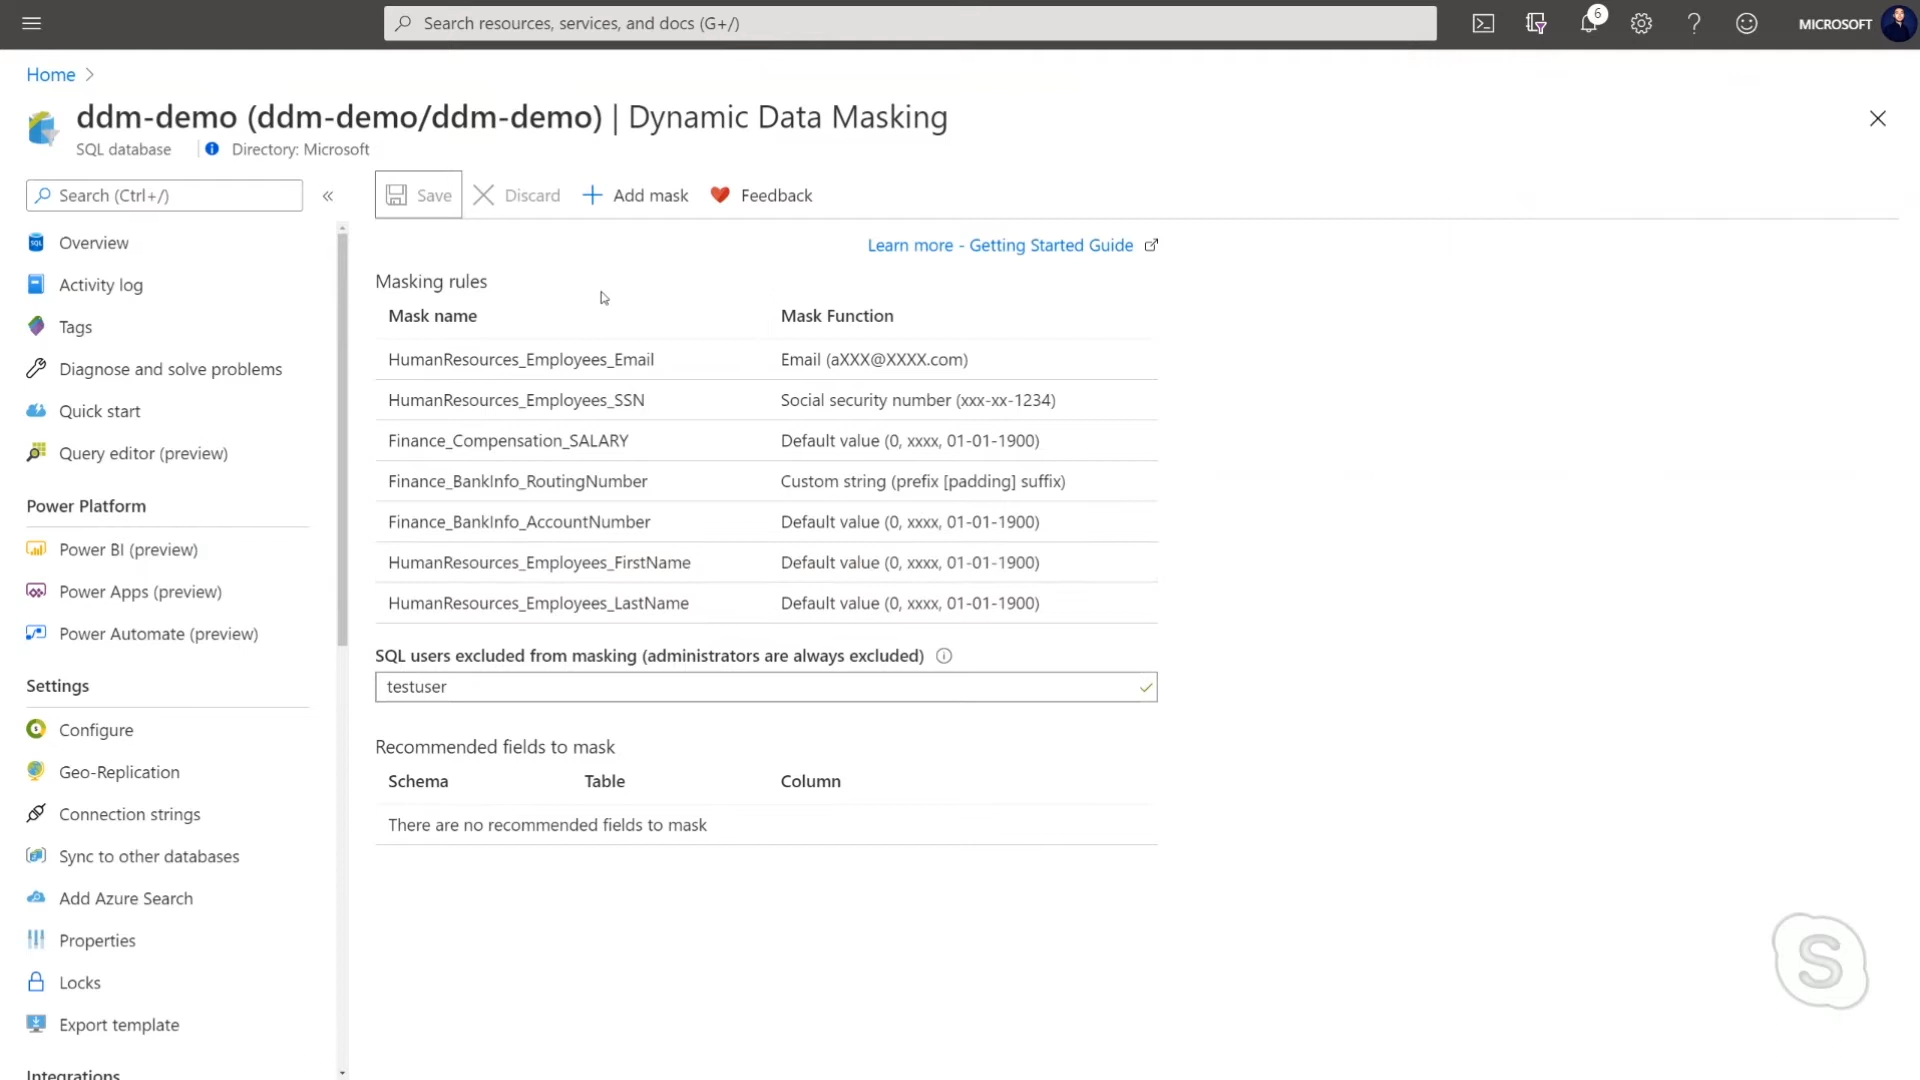 Search resources, services, and docs (G+/)
6
MICROSOFT
Home
ddm-demo (ddm-demo/ddm-demo) | Dynamic Data Masking
SQL database
Directory: Microsoft
Search (Ctrl+/)
«
Save
Discard
Add mask
Feedback
Learn more - Getting Started Guide
Overview
Activity log
Tags
Diagnose and solve problems
Quick start
Query editor (preview)
Power Platform
Power BI (preview)
Power Apps (preview)
Power Automate (preview)
Settings
Configure
Geo-Replication
Connection strings
Sync to other databases
Add Azure Search
Properties
Locks
Export template
Integrations
Masking rules
Mask name Mask Function
HumanResources_Employees_Email Email (aXXX@XXXX.com)
HumanResources_Employees_SSN Social security number (xxx-xx-1234)
Finance_Compensation_SALARY Default value (0, xxxx, 01-01-1900)
Finance_BankInfo_RoutingNumber Custom string (prefix [padding] suffix)
Finance_BankInfo_AccountNumber Default value (0, xxxx, 01-01-1900)
HumanResources_Employees_FirstName Default value (0, xxxx, 01-01-1900)
HumanResources_Employees_LastName Default value (0, xxxx, 01-01-1900)
SQL users excluded from masking (administrators are always excluded)
testuser
Recommended fields to mask
Schema Table Column
There are no recommended fields to mask
S